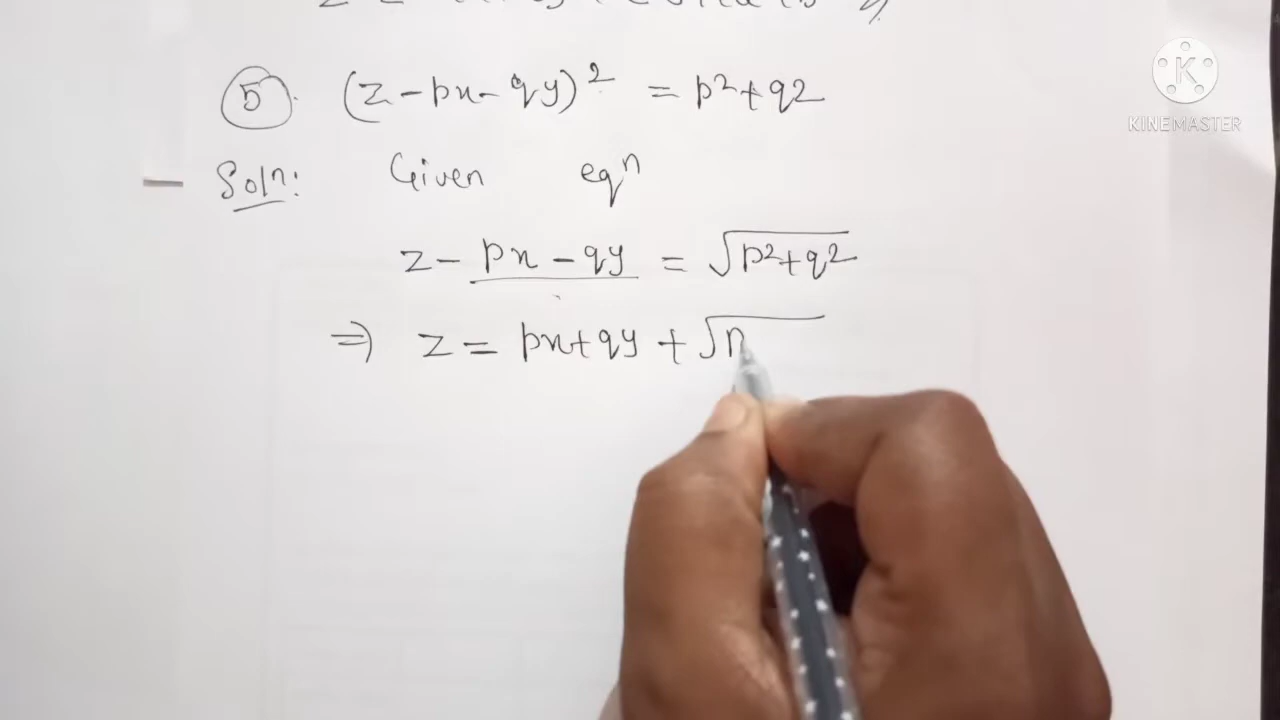 5. (z - px - qy)² = p² + q2
Soln: Given eqⁿ
z - px - qy = √p² + q²
⇒ z = px + qy + √p
K
KINEMASTER